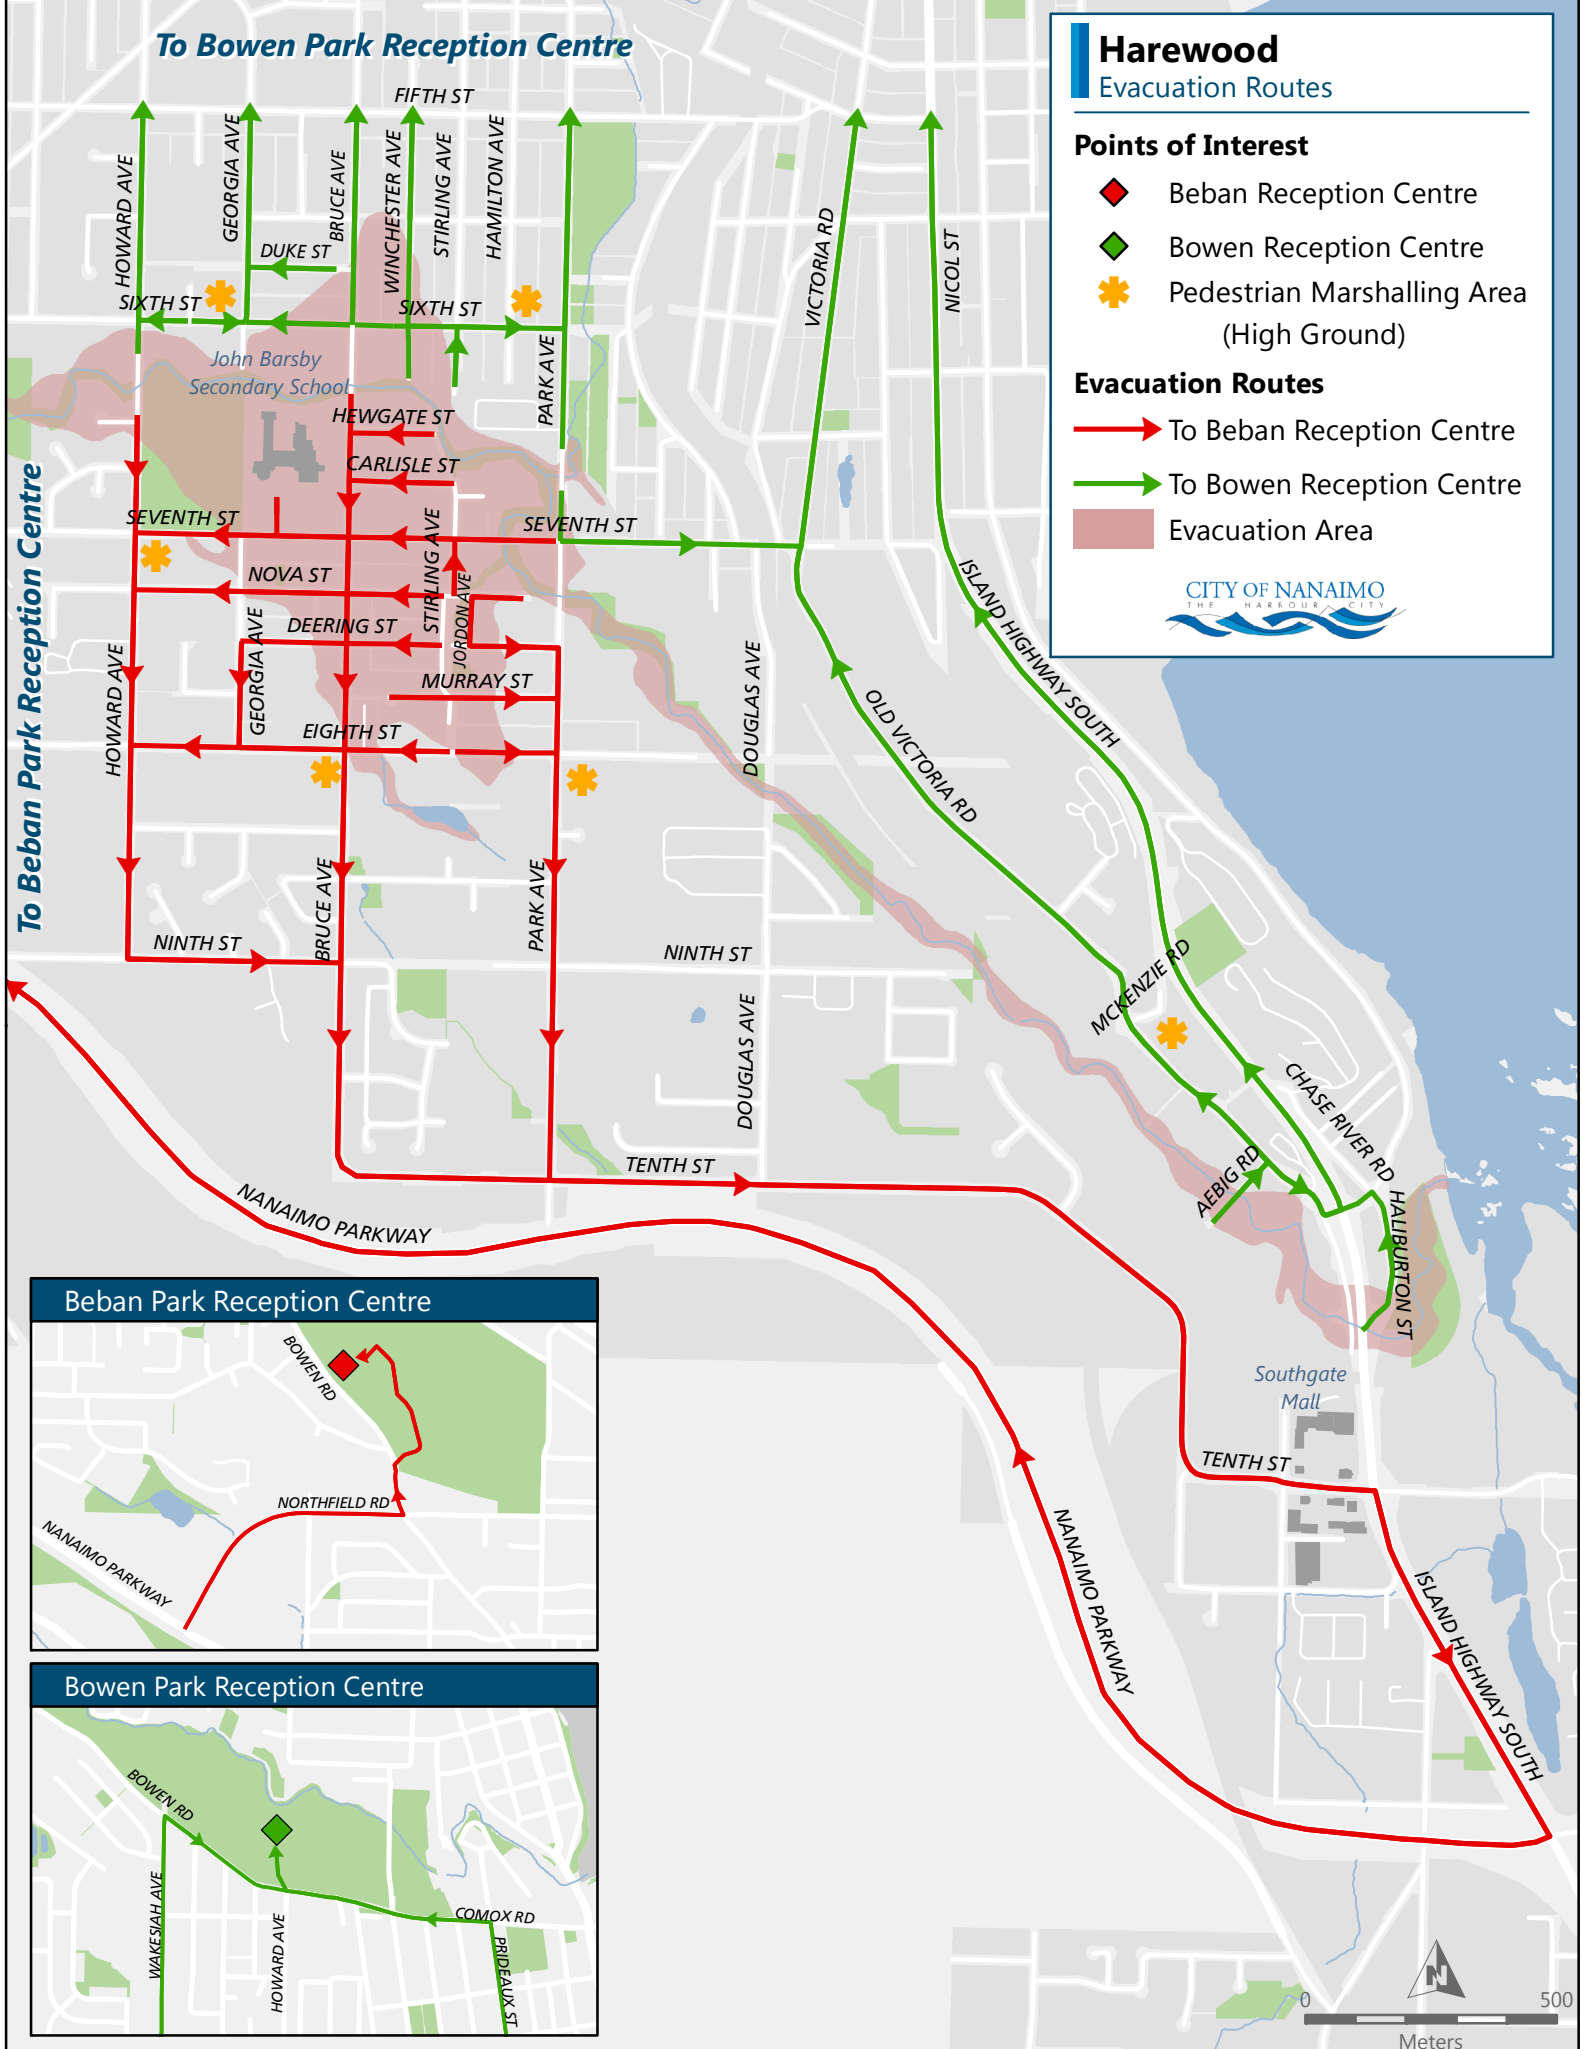 To Bowen Park Reception Centre
FIFTH ST
HOWARD AVE
GEORGIA AVE
BRUCE AVE
WINCHESTER AVE
STIRLING AVE
HAMILTON AVE
DUKE ST
SIXTH ST
SIXTH ST
PARK AVE
VICTORIA RD
NICOL ST
John Barsby
Secondary School
HEWGATE ST
CARLISLE ST
SEVENTH ST
SEVENTH ST
STIRLING AVE
NOVA ST
JORDON AVE
DEERING ST
GEORGIA AVE
MURRAY ST
EIGHTH ST
HOWARD AVE
DOUGLAS AVE
OLD VICTORIA RD
ISLAND HIGHWAY SOUTH
To Beban Park Reception Centre
BRUCE AVE
PARK AVE
NINTH ST
NINTH ST
MCKENZIE RD
DOUGLAS AVE
CHASE RIVER RD
AEBIG RD
HALIBURTON ST
TENTH ST
NANAIMO PARKWAY
Southgate
Mall
TENTH ST
NANAIMO PARKWAY
ISLAND HIGHWAY SOUTH
Harewood
Evacuation Routes
Points of Interest
Beban Reception Centre
Bowen Reception Centre
Pedestrian Marshalling Area
(High Ground)
Evacuation Routes
To Beban Reception Centre
To Bowen Reception Centre
Evacuation Area
CITY OF NANAIMO
THE HARBOUR CITY
Beban Park Reception Centre
BOWEN RD
NORTHFIELD RD
NANAIMO PARKWAY
Bowen Park Reception Centre
BOWEN RD
WAKESIAH AVE
HOWARD AVE
COMOX RD
PRIDEAUX ST
N
0 500
Meters